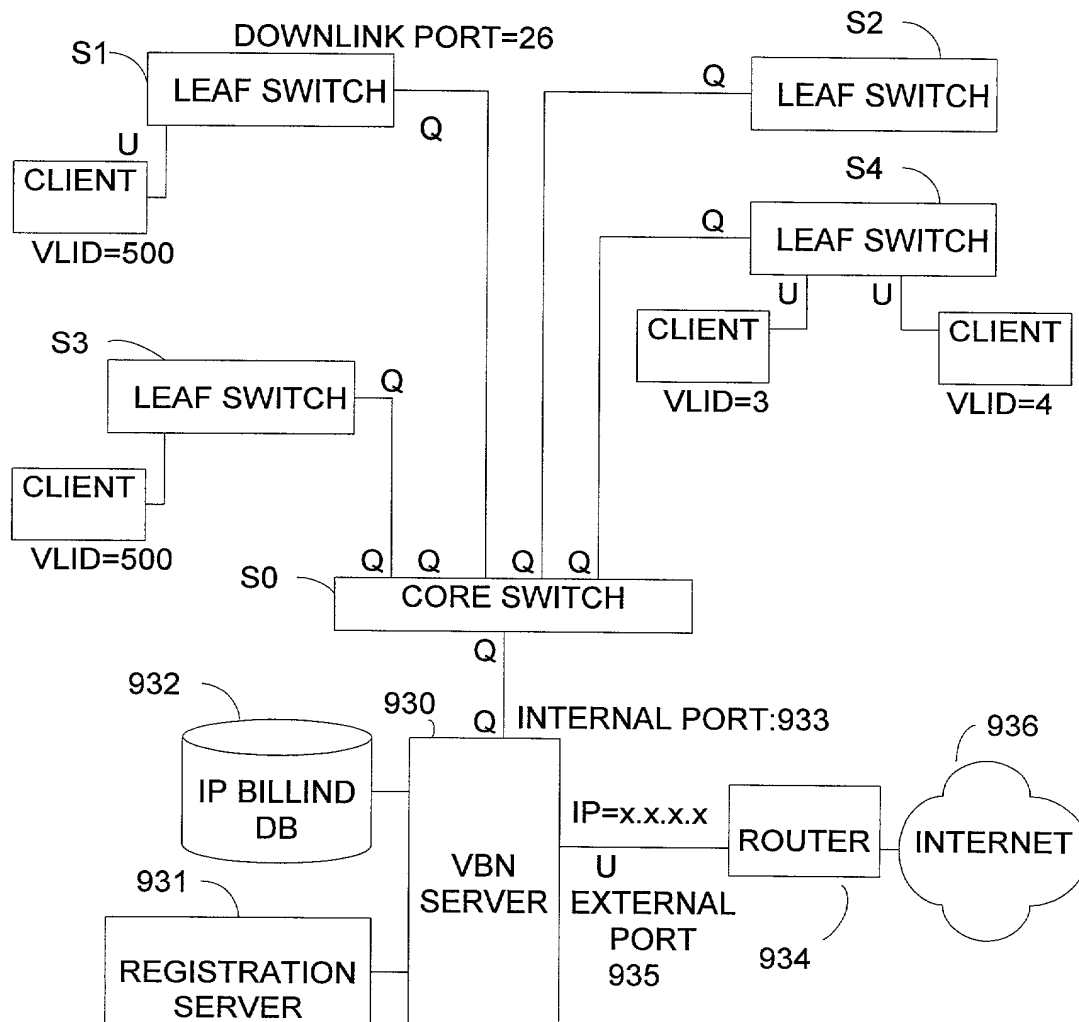 DOWNLINK PORT=26
S1
LEAF SWITCH
Q
U
CLIENT
VLID=500
S2
Q
LEAF SWITCH
S4
Q
LEAF SWITCH
U
U
CLIENT
VLID=3
CLIENT
VLID=4
S3
Q
LEAF SWITCH
CLIENT
VLID=500
Q
Q
Q
Q
S0
CORE SWITCH
Q
932
930
Q
INTERNAL PORT:933
936
IP BILLIND
DB
IP=x.x.x.x
ROUTER
INTERNET
VBN
SERVER
U
EXTERNAL
PORT
935
934
931
REGISTRATION
SERVER